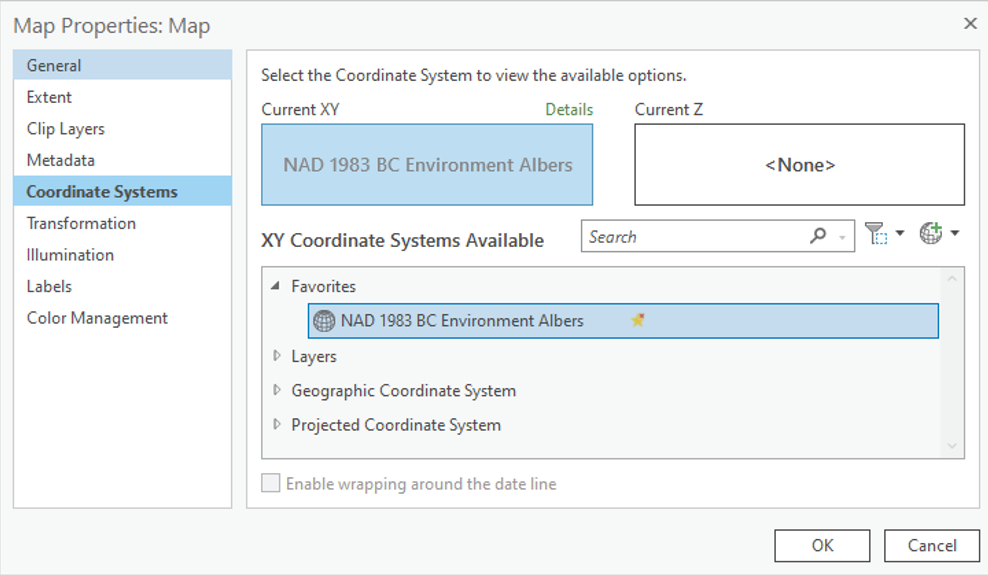 Map Properties: Map
General
Extent
Clip Layers
Metadata
Coordinate Systems
Transformation
Illumination
Labels
Color Management
Select the Coordinate System to view the available options.
Current XY Details Current Z
NAD 1983 BC Environment Albers <None>
XY Coordinate Systems Available Search
Favorites
NAD 1983 BC Environment Albers
Layers
Geographic Coordinate System
Projected Coordinate System
Enable wrapping around the date line
OK Cancel